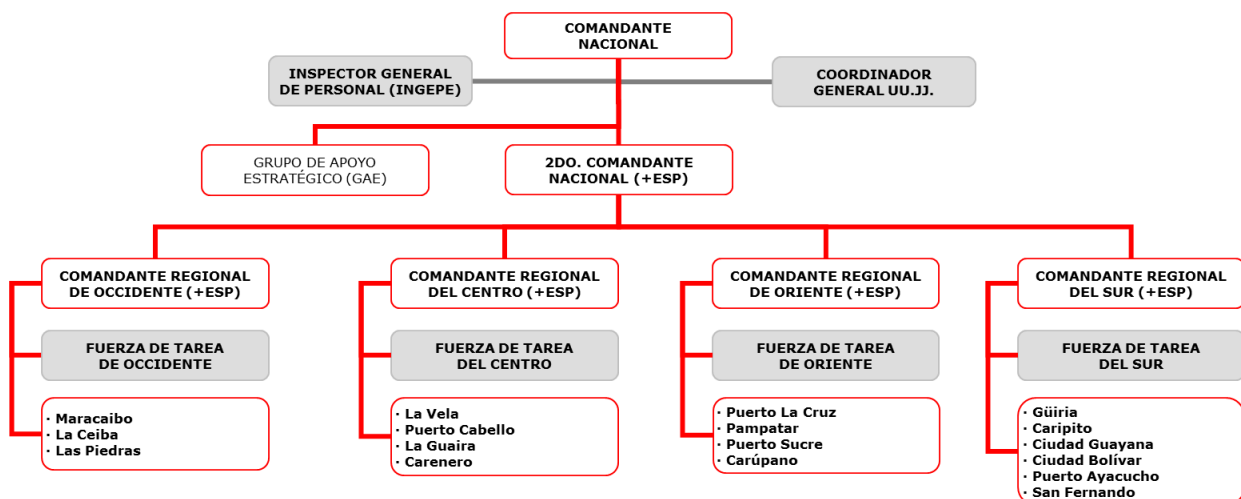 COMANDANTE
NACIONAL
INSPECTOR GENERAL
DE PERSONAL (INGEPE)
COORDINADOR
GENERAL UU.JJ.
GRUPO DE APOYO
ESTRATÉGICO (GAE)
2DO. COMANDANTE
NACIONAL (+ESP)
COMANDANTE REGIONAL
DE OCCIDENTE (+ESP)
FUERZA DE TAREA
DE OCCIDENTE
· Maracaibo
· La Ceiba
· Las Piedras
COMANDANTE REGIONAL
DEL CENTRO (+ESP)
FUERZA DE TAREA
DEL CENTRO
· La Vela
· Puerto Cabello
· La Guaira
· Carenero
COMANDANTE REGIONAL
DE ORIENTE (+ESP)
FUERZA DE TAREA
DE ORIENTE
· Puerto La Cruz
· Pampatar
· Puerto Sucre
· Carúpano
COMANDANTE REGIONAL
DEL SUR (+ESP)
FUERZA DE TAREA
DEL SUR
· Güiria
· Caripito
· Ciudad Guayana
· Ciudad Bolívar
· Puerto Ayacucho
· San Fernando